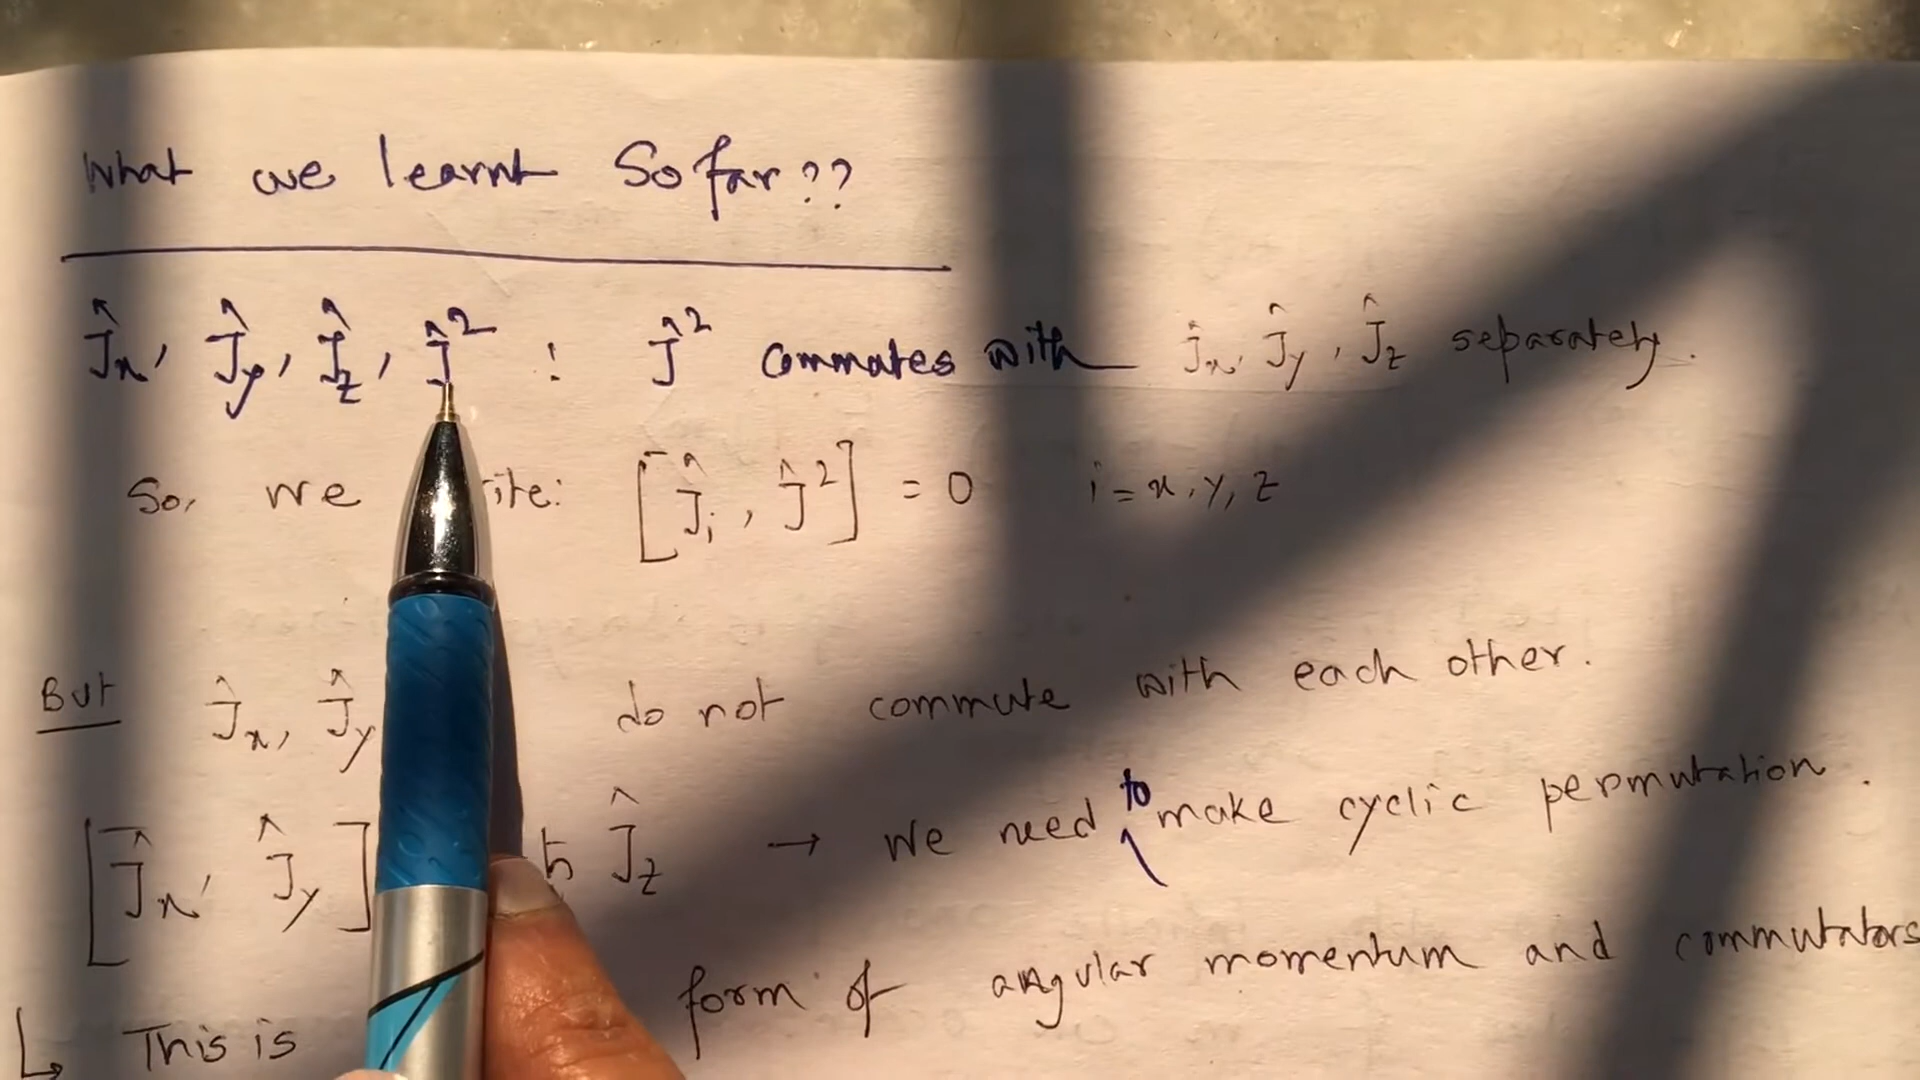 What we learnt So far??
Ĵx, Ĵy, Ĵz, Ĵ² : Ĵ² commutes with Ĵx, Ĵy, Ĵz separately.
So, we ite: [Ĵi, Ĵ²] = 0 i = x, y, z
But Ĵx, Ĵy do not commute with each other.
[Ĵx, Ĵy] ħ Ĵz → We need to make cyclic permutation.
↳ This is form of angular momentum and commutators